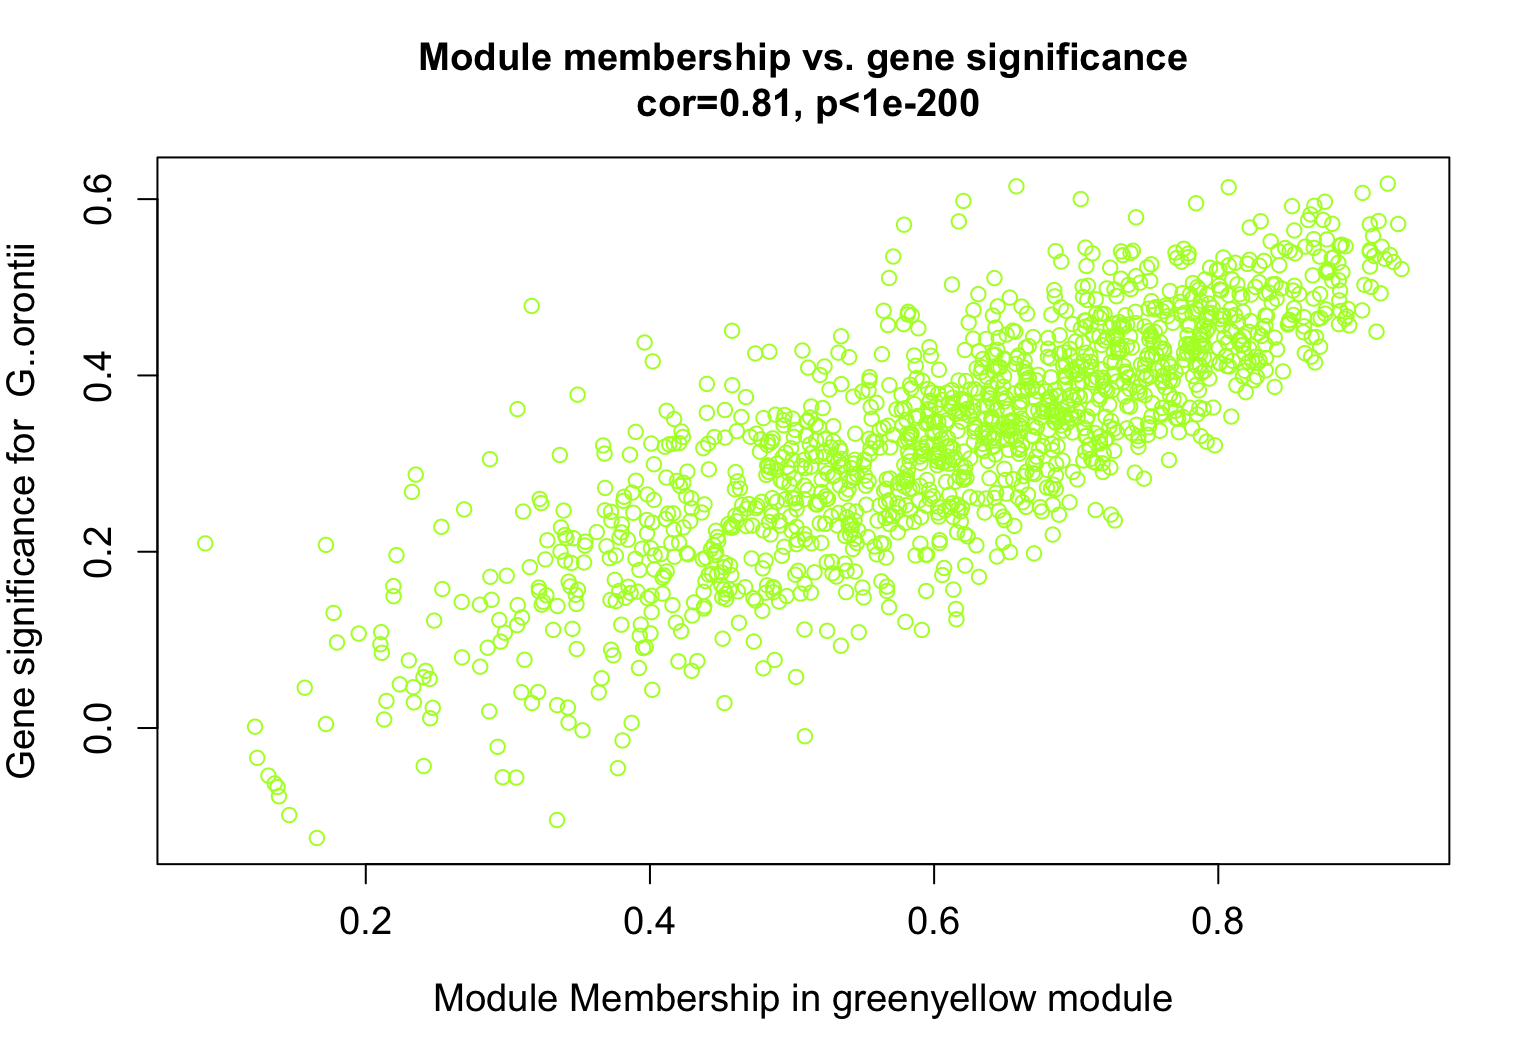 Module membership vs. gene significance
cor=0.81, p<1e-200
Gene significance for  G..orontii
0.6
0.4
0.2
0.0
0.2
0.4
0.6
0.8
Module Membership in greenyellow module